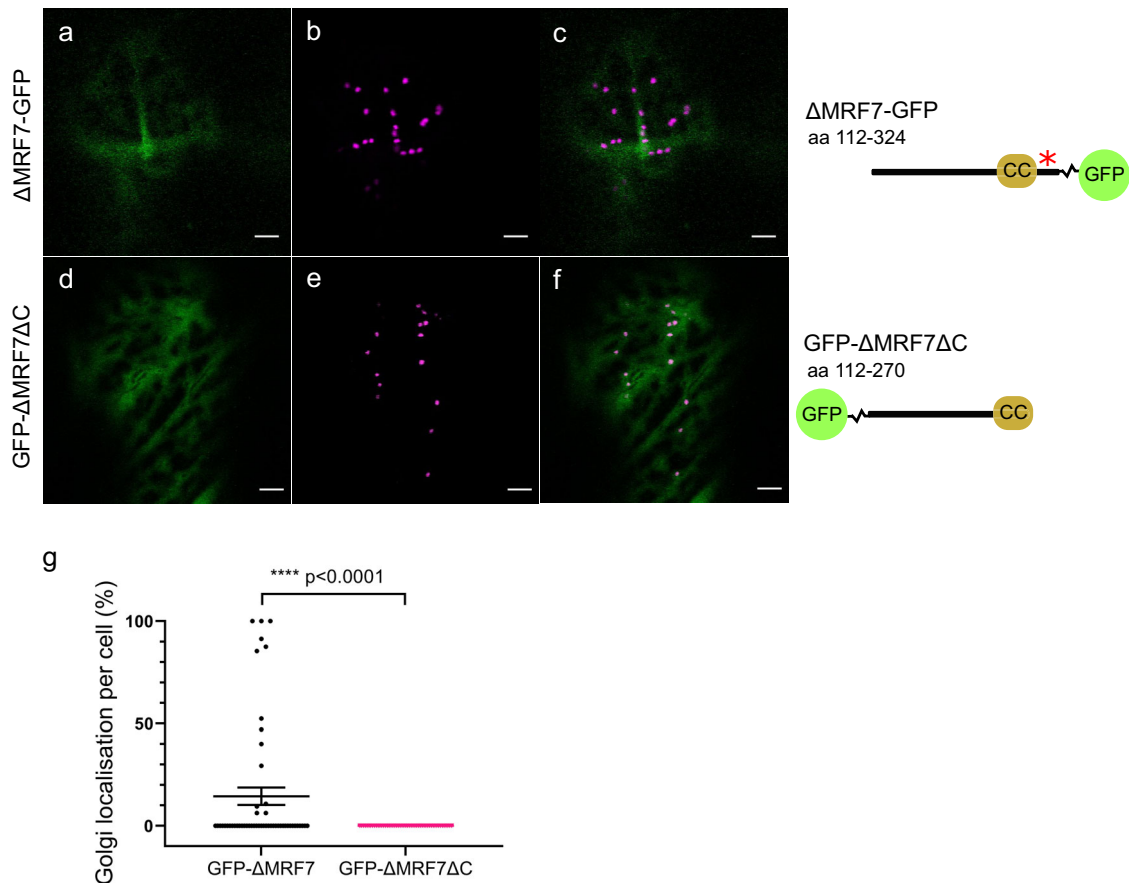 a
b
c
ΔMRF7-GFP
ΔMRF7-GFP
aa 112-324
CC
*
GFP
d
e
f
GFP-ΔMRF7ΔC
GFP-ΔMRF7ΔC
aa 112-270
GFP
CC
g
**** p<0.0001
Golgi localisation per cell (%)
100
50
0
GFP-ΔMRF7
GFP-ΔMRF7ΔC